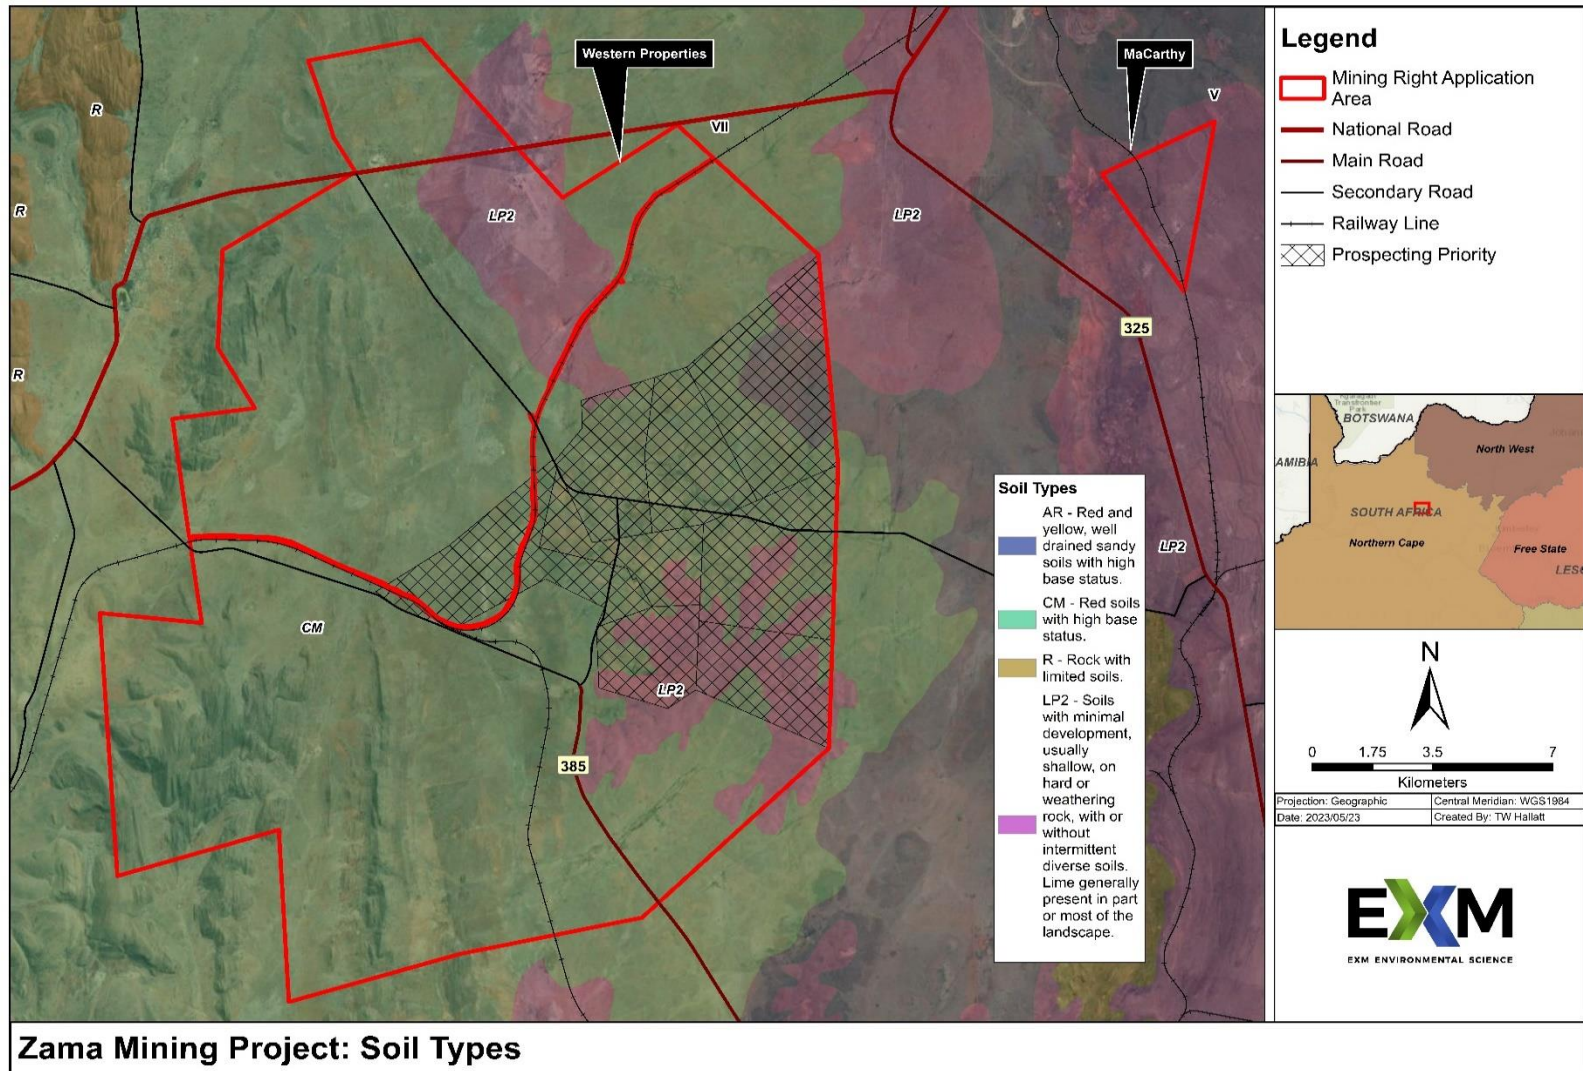 Western Properties
MaCarthy
V
VII
R
R
R
LP2
LP2
325
LP2
CM
LP2
385
Soil Types
AR - Red and
yellow, well
drained sandy
soils with high
base status.
CM - Red soils
with high base
status.
R - Rock with
limited soils.
LP2 - Soils
with minimal
development,
usually
shallow, on
hard or
weathering
rock, with or
without
intermittent
diverse soils.
Lime generally
present in part
or most of the
landscape.
Legend
Mining Right Application
Area
National Road
Main Road
Secondary Road
Railway Line
Prospecting Priority
Transfrontier
Park
BOTSWANA
North West
AMIBIA
SOUTH AFRICA
Northern Cape
Free State
LESO
N
0 1.75 3.5 7
Kilometers
Projection: Geographic
Central Meridian: WGS1984
Date: 2023/05/23
Created By: TW Hallatt
EXM
EXM ENVIRONMENTAL SCIENCE
Zama Mining Project: Soil Types